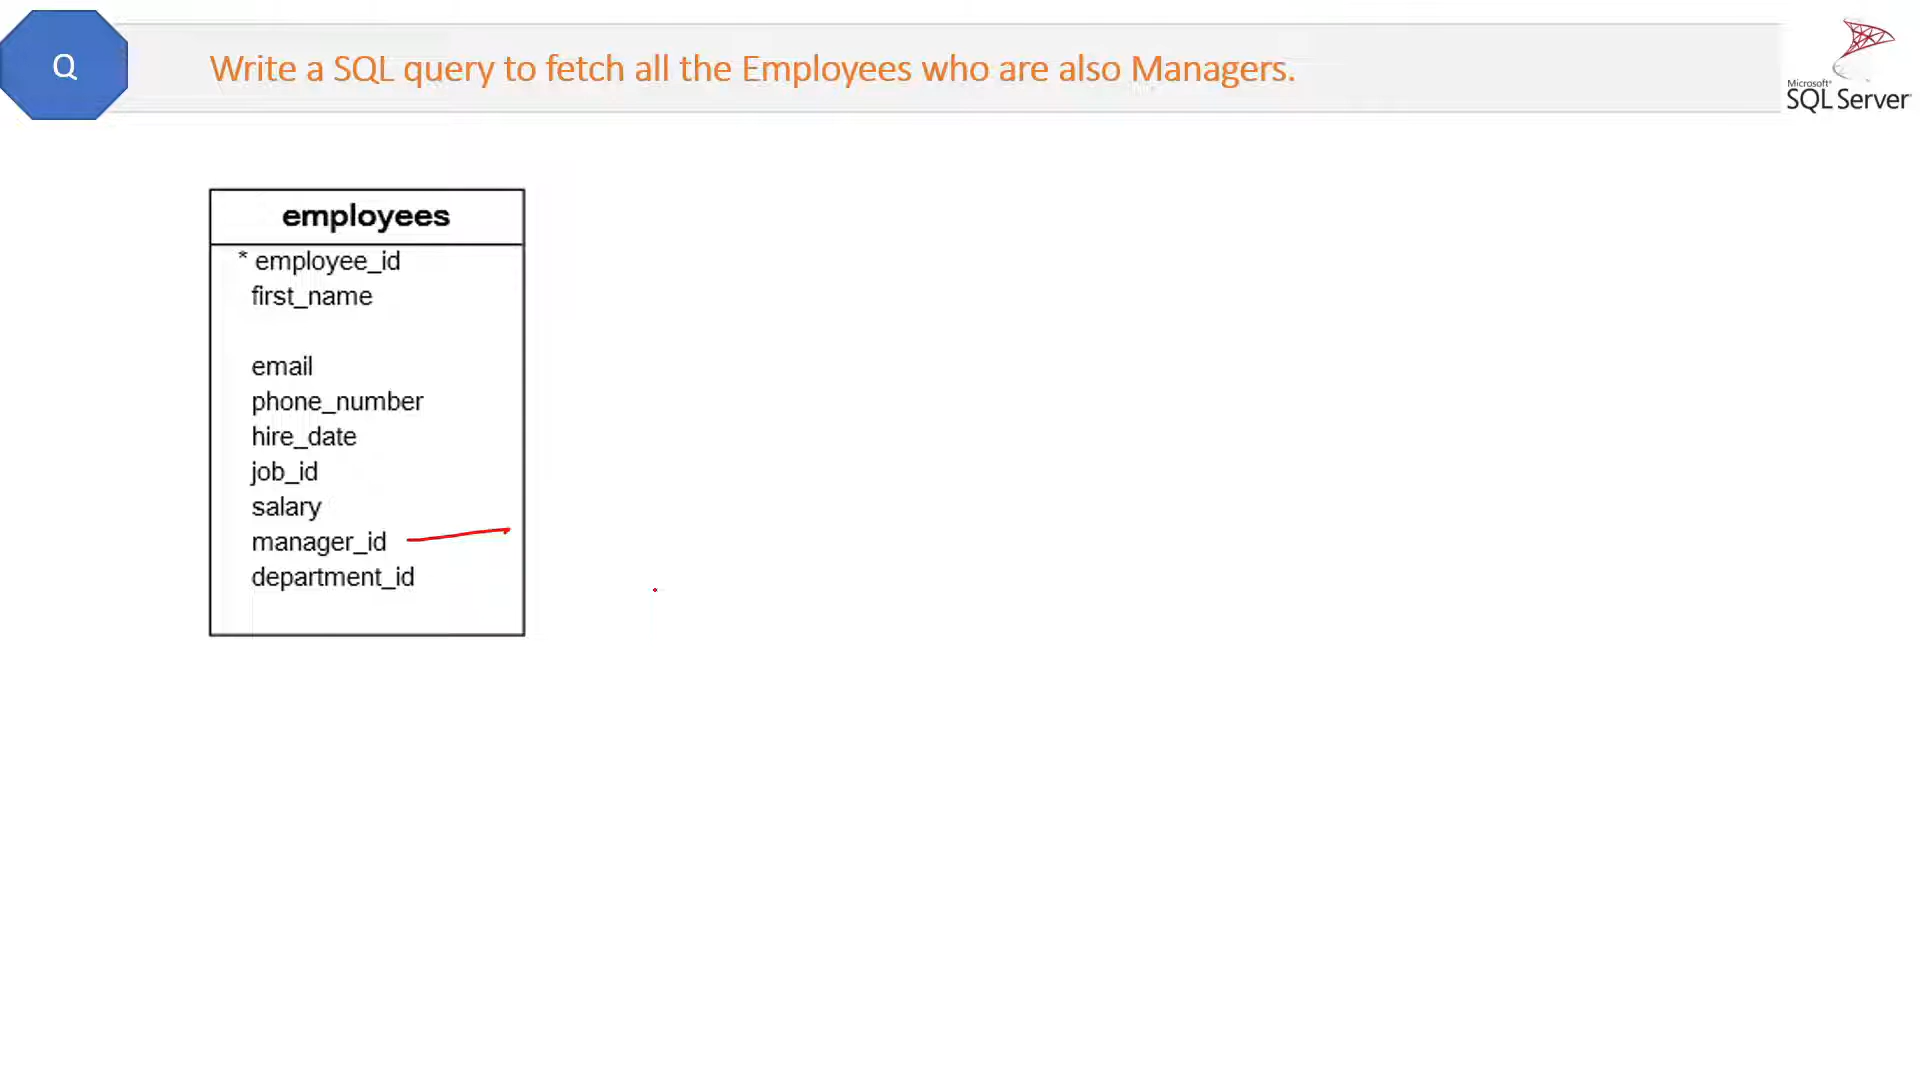 Q
Write a SQL query to fetch all the Employees who are also Managers.
Microsoft®
SQL Server
employees
* employee_id
first_name
email
phone_number
hire_date
job_id
salary
manager_id
department_id